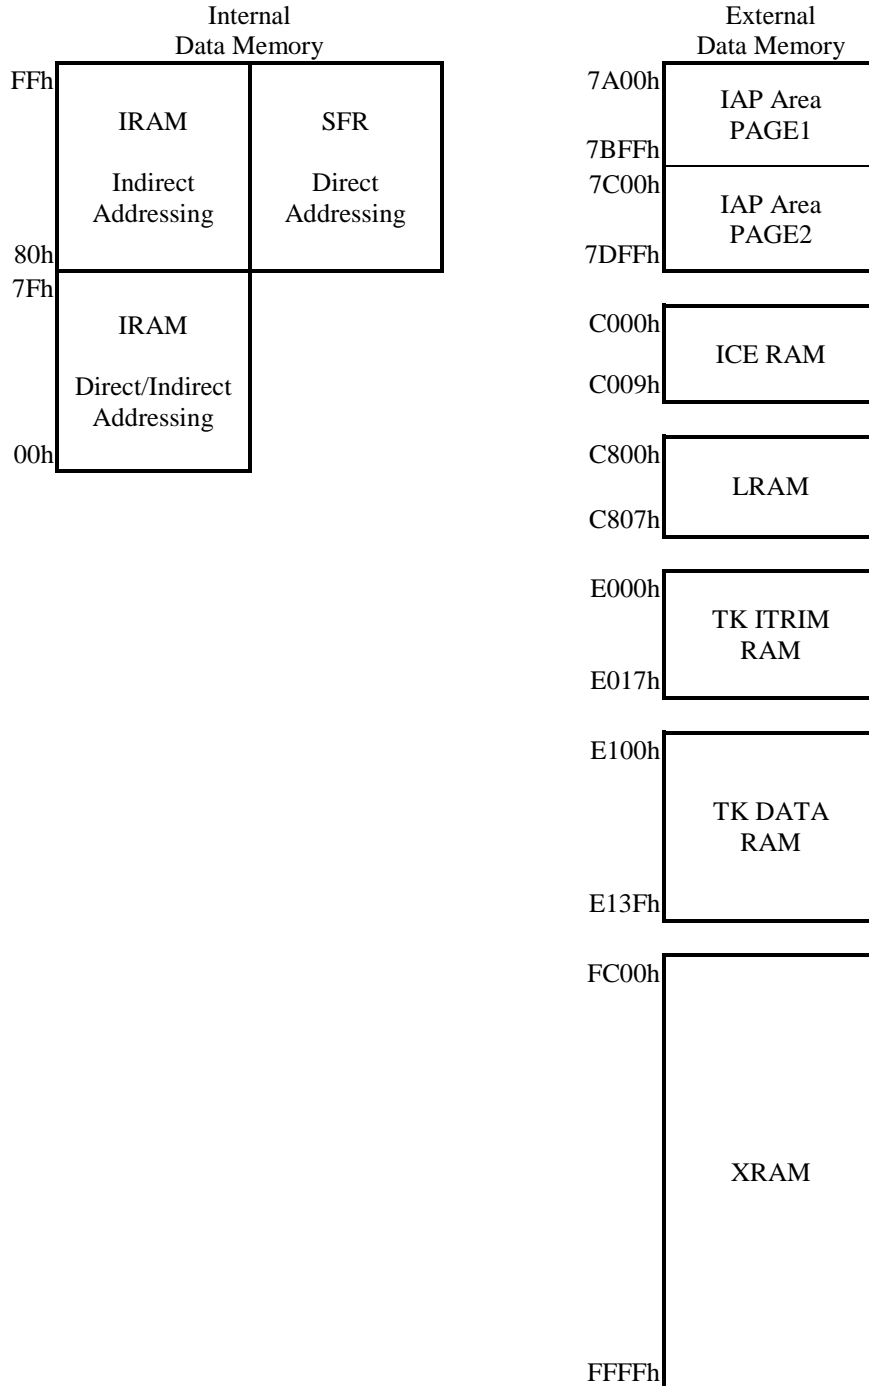 Internal
Data Memory
FFh
IRAM
Indirect
Addressing
SFR
Direct
Addressing
80h
7Fh
IRAM
Direct/Indirect
Addressing
00h
External
Data Memory
7A00h
IAP Area
PAGE1
7BFFh
7C00h
IAP Area
PAGE2
7DFFh
C000h
ICE RAM
C009h
C800h
LRAM
C807h
E000h
TK ITRIM
RAM
E017h
E100h
TK DATA
RAM
E13Fh
FC00h
XRAM
FFFFh